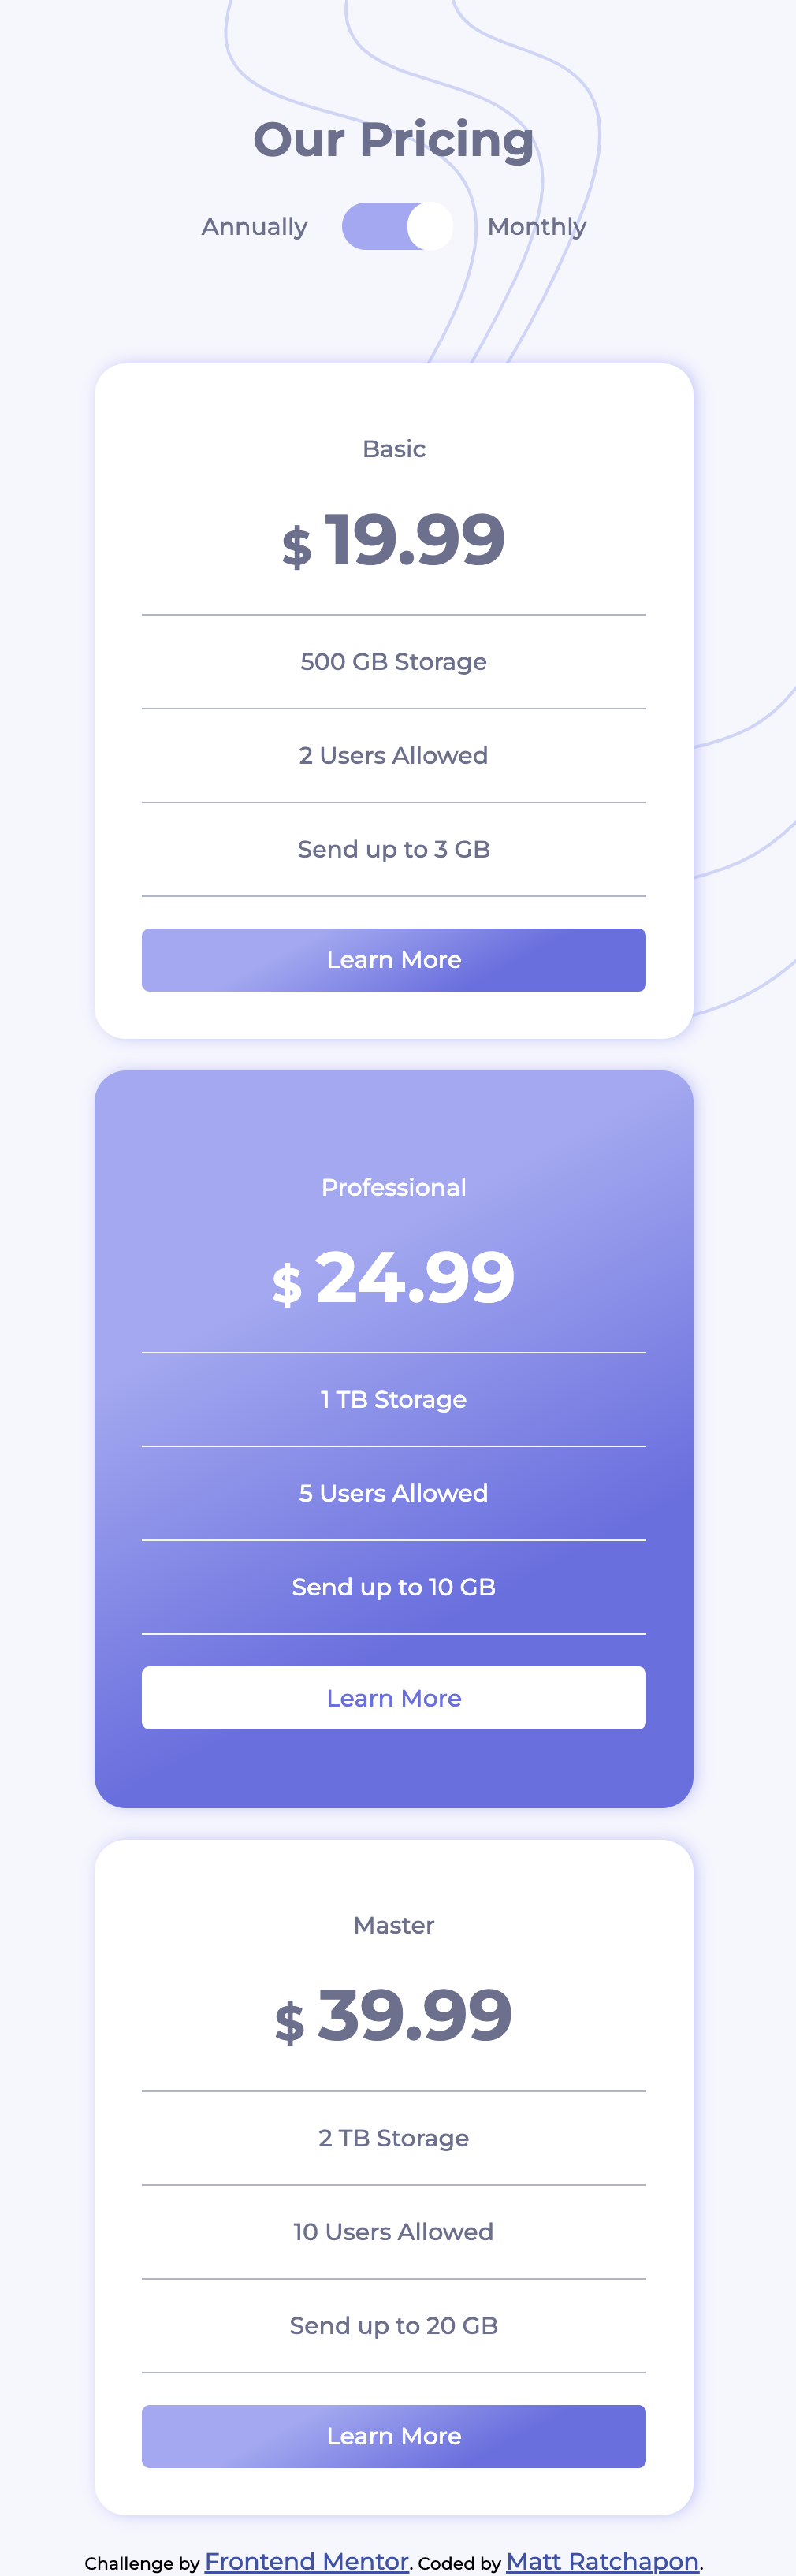 Our Pricing
Annually Monthly
Basic
$ 19.99
500 GB Storage
2 Users Allowed
Send up to 3 GB
Learn More
Professional
$ 24.99
1 TB Storage
5 Users Allowed
Send up to 10 GB
Learn More
Master
$ 39.99
2 TB Storage
10 Users Allowed
Send up to 20 GB
Learn More
Challenge by Frontend Mentor. Coded by Matt Ratchapon.